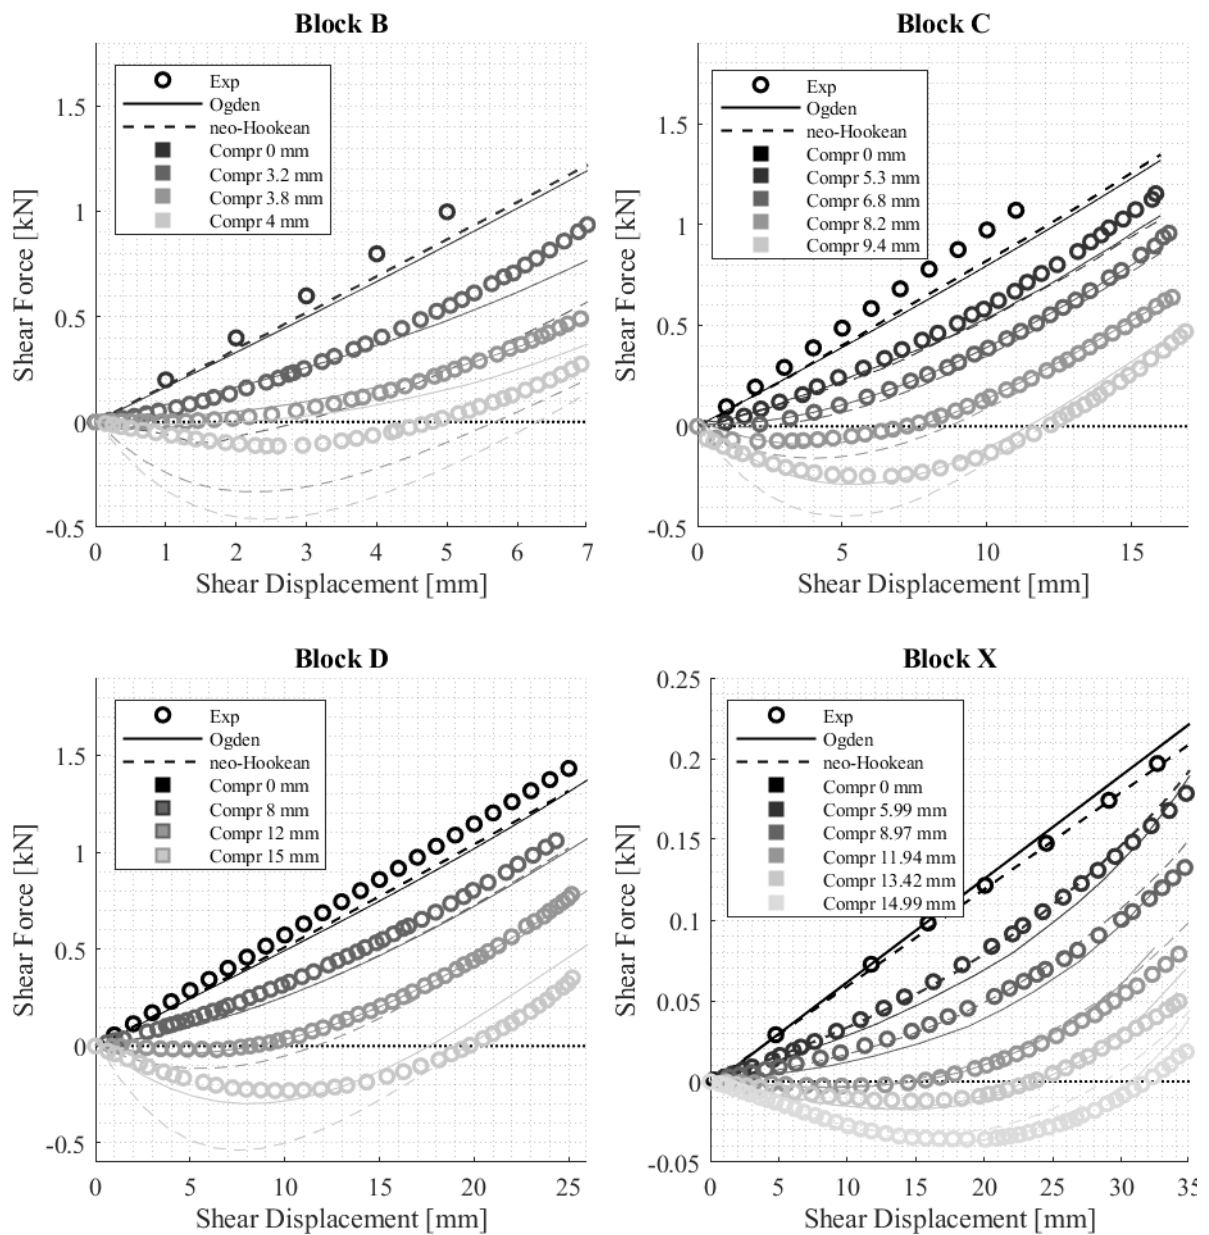 Block B
1.5
1
0.5
0
-0.5
Shear Force [kN]
Exp
Ogden
neo-Hookean
Compr 0 mm
Compr 3.2 mm
Compr 3.8 mm
Compr 4 mm
0 1 2 3 4 5 6 7
Shear Displacement [mm]
Block C
1.5
1
0.5
0
-0.5
Shear Force [kN]
Exp
Ogden
neo-Hookean
Compr 0 mm
Compr 5.3 mm
Compr 6.8 mm
Compr 8.2 mm
Compr 9.4 mm
0 5 10 15
Shear Displacement [mm]
Block D
1.5
1
0.5
0
-0.5
Shear Force [kN]
Exp
Ogden
neo-Hookean
Compr 0 mm
Compr 8 mm
Compr 12 mm
Compr 15 mm
0 5 10 15 20 25
Shear Displacement [mm]
Block X
0.25
0.2
0.15
0.1
0.05
0
-0.05
Shear Force [kN]
Exp
Ogden
neo-Hookean
Compr 0 mm
Compr 5.99 mm
Compr 8.97 mm
Compr 11.94 mm
Compr 13.42 mm
Compr 14.99 mm
0 5 10 15 20 25 30 35
Shear Displacement [mm]